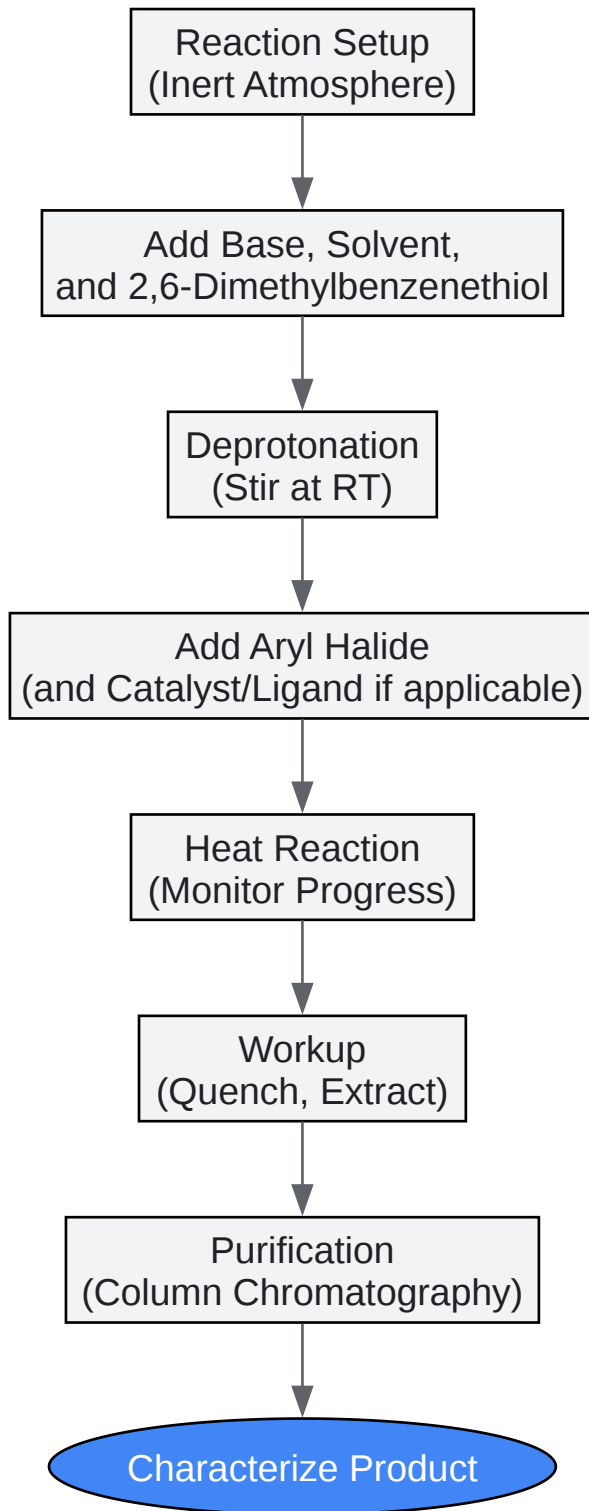 Reaction Setup
(Inert Atmosphere)
Add Base, Solvent,
and 2,6-Dimethylbenzenethiol
Deprotonation
(Stir at RT)
Add Aryl Halide
(and Catalyst/Ligand if applicable)
Heat Reaction
(Monitor Progress)
Workup
(Quench, Extract)
Purification
(Column Chromatography)
Characterize Product